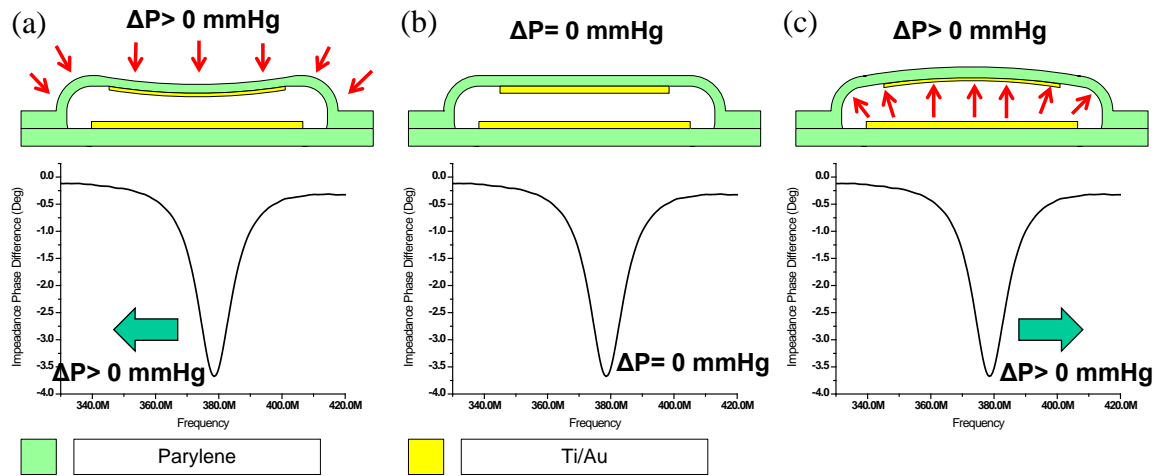 (a)
ΔP> 0 mmHg
(b)
ΔP= 0 mmHg
(c)
ΔP> 0 mmHg
Impeadance Phase Difference (Deg)
0.0
-0.5
-1.0
-1.5
-2.0
-2.5
-3.0
-3.5
-4.0
ΔP> 0 mmHg
340.0M 360.0M 380.0M 400.0M 420.0M
Frequency
Impeadance Phase Difference (Deg)
0.0
-0.5
-1.0
-1.5
-2.0
-2.5
-3.0
-3.5
-4.0
ΔP= 0 mmHg
340.0M 360.0M 380.0M 400.0M 420.0M
Frequency
Impeadance Phase Difference (Deg)
0.0
-0.5
-1.0
-1.5
-2.0
-2.5
-3.0
-3.5
-4.0
ΔP> 0 mmHg
340.0M 360.0M 380.0M 400.0M 420.0M
Frequency
Parylene
Ti/Au